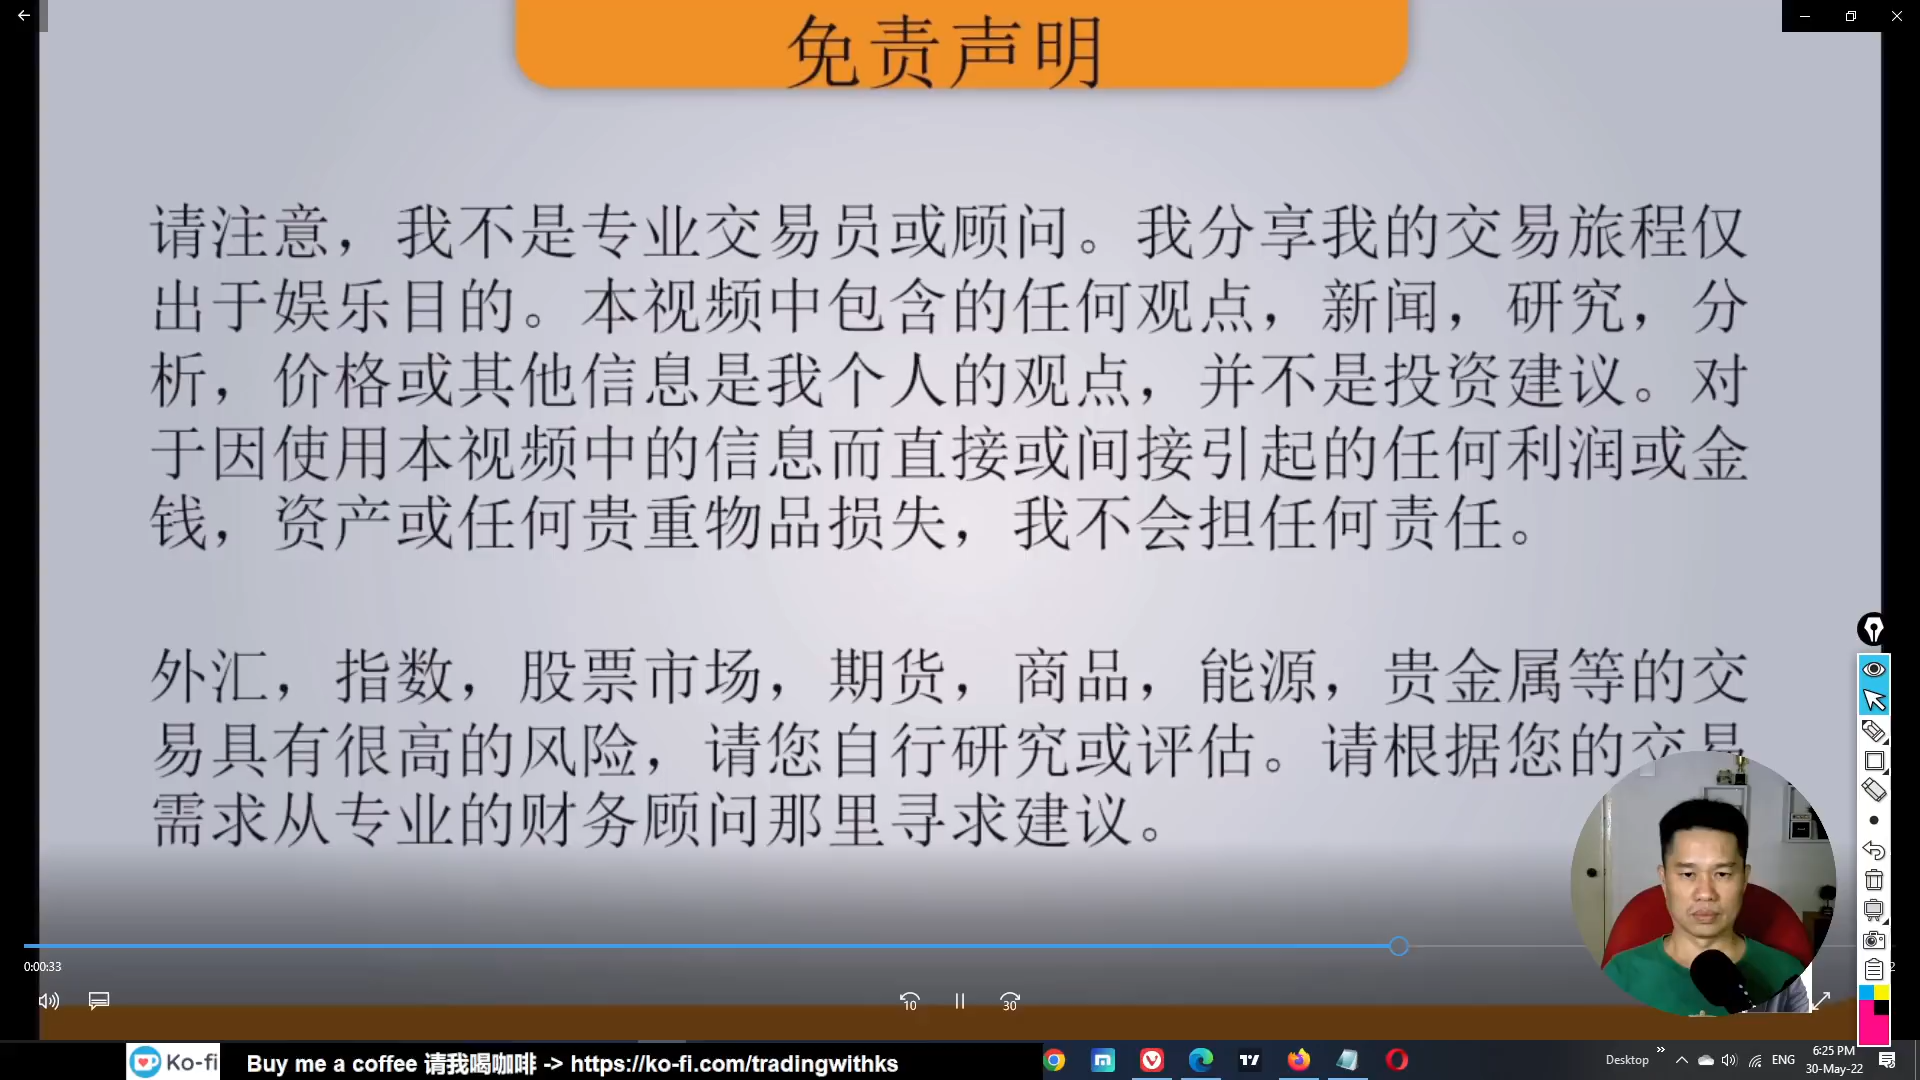 免责声明
请注意，我不是专业交易员或顾问。我分享我的交易旅程仅
出于娱乐目的。本视频中包含的任何观点，新闻，研究，分
析，价格或其他信息是我个人的观点，并不是投资建议。对
于因使用本视频中的信息而直接或间接引起的任何利润或金
钱，资产或任何贵重物品损失，我不会担任何责任。
外汇，指数，股票市场，期货，商品，能源，贵金属等的交
易具有很高的风险，请您自行研究或评估。请根据您的交易
需求从专业的财务顾问那里寻求建议。
0:00:33
10
30
Ko-fi
Buy me a coffee 请我喝咖啡 -> https://ko-fi.com/tradingwithks
Desktop
ENG
6:25 PM
30-May-22